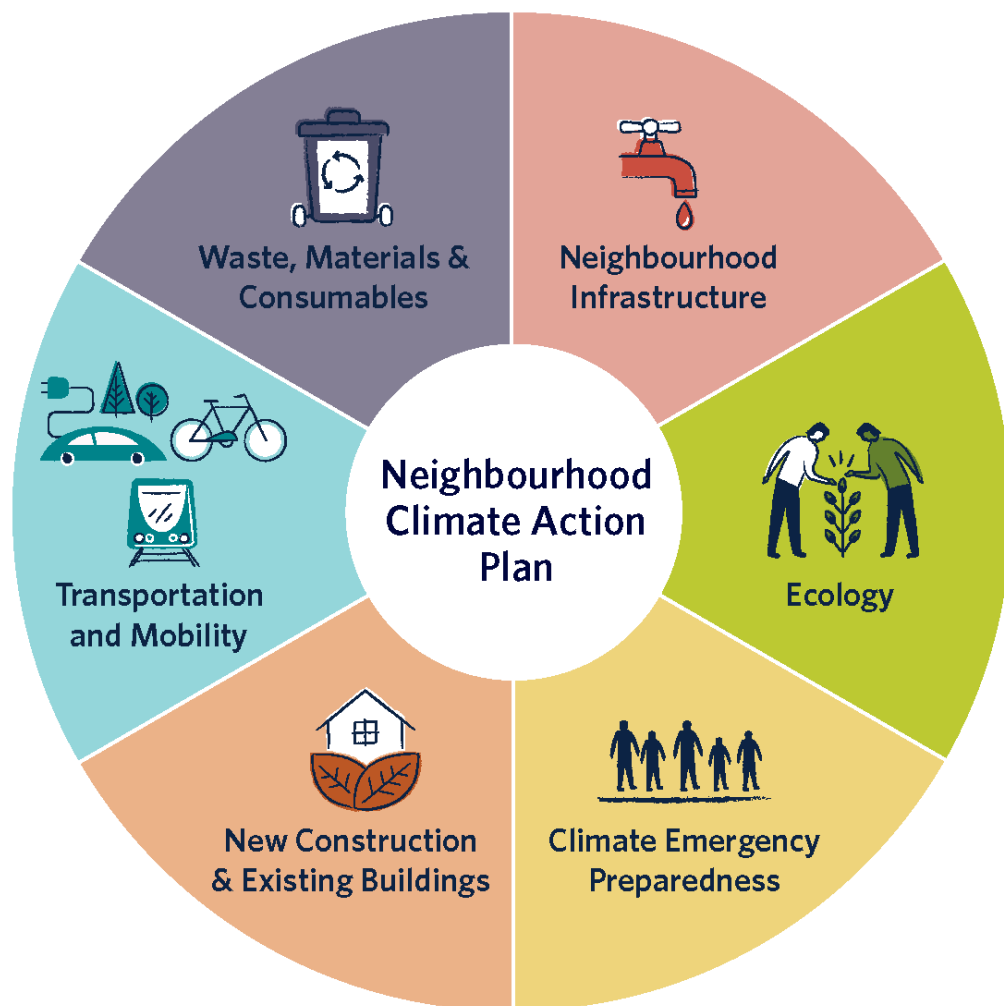 Waste, Materials &
Consumables
Neighbourhood
Infrastructure
Neighbourhood
Climate Action
Plan
Transportation
and Mobility
Ecology
New Construction
& Existing Buildings
Climate Emergency
Preparedness